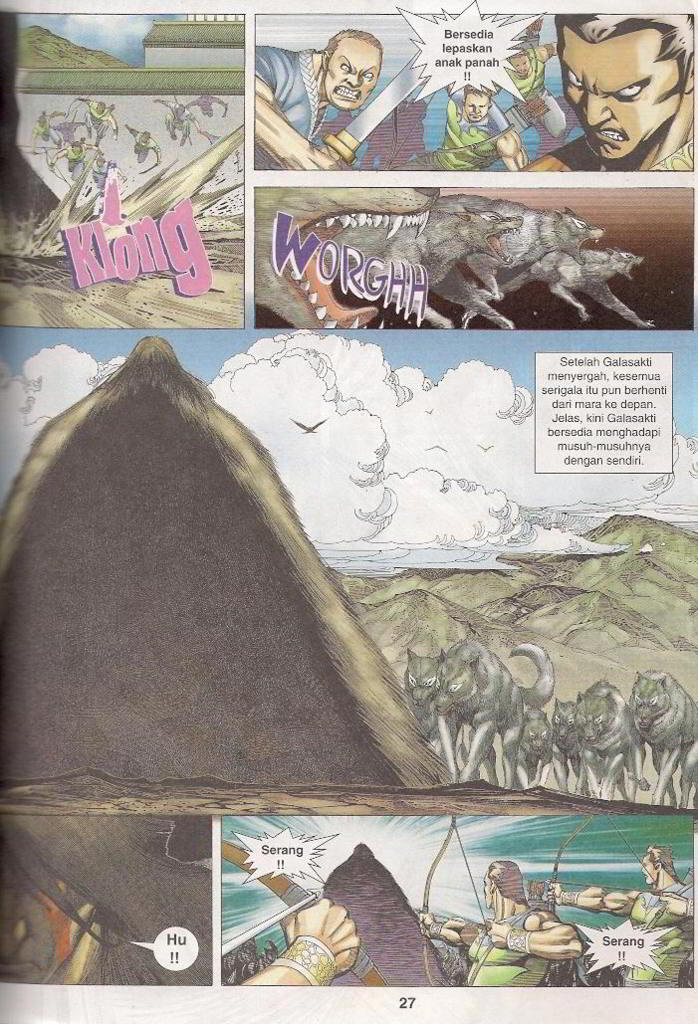 Klong
Bersedia
lepaskan
anak panah
!!
WORGHH
Setelah Galasakti
menyergah, kesemua
serigala itu pun berhenti
dari mara ke depan.
Jelas, kini Galasakti
bersedia menghadapi
musuh-musuhnya
dengan sendiri.
Hu
!!
Serang
!!
Serang
!!
27